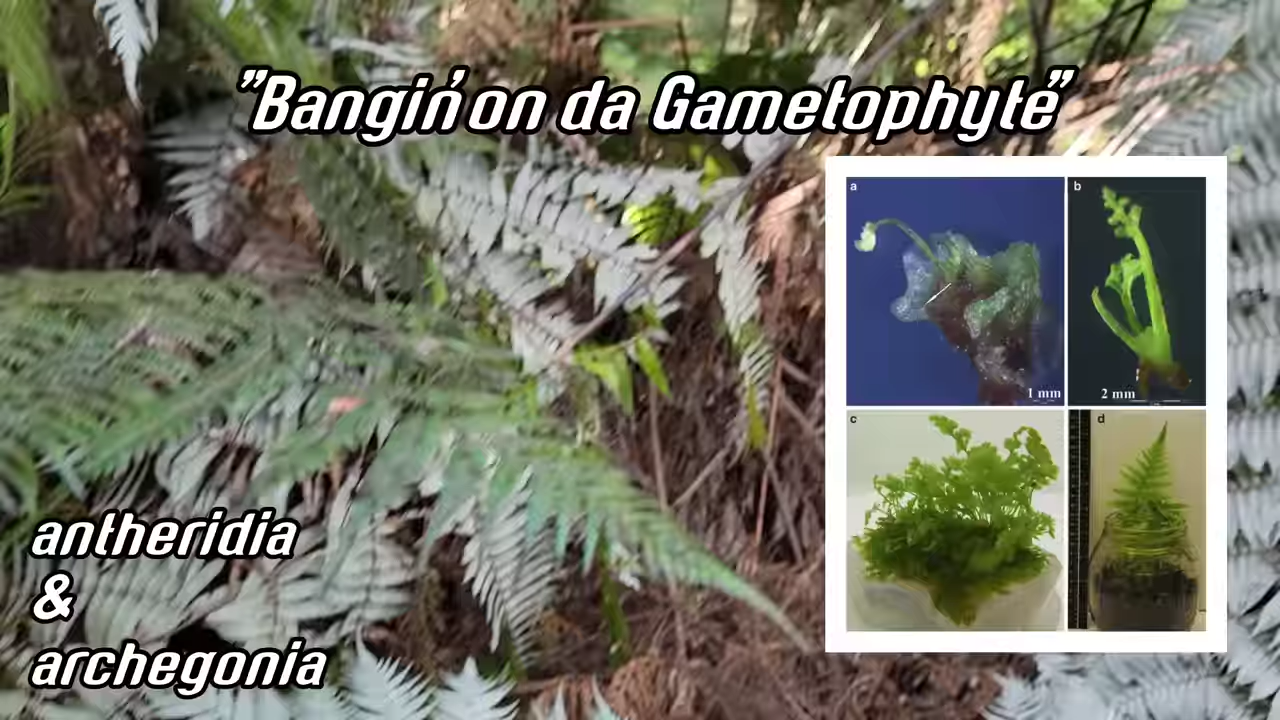 "Bangin' on da Gametophyte"
a
b
1 mm
2 mm
c
d
antheridia
&
archegonia